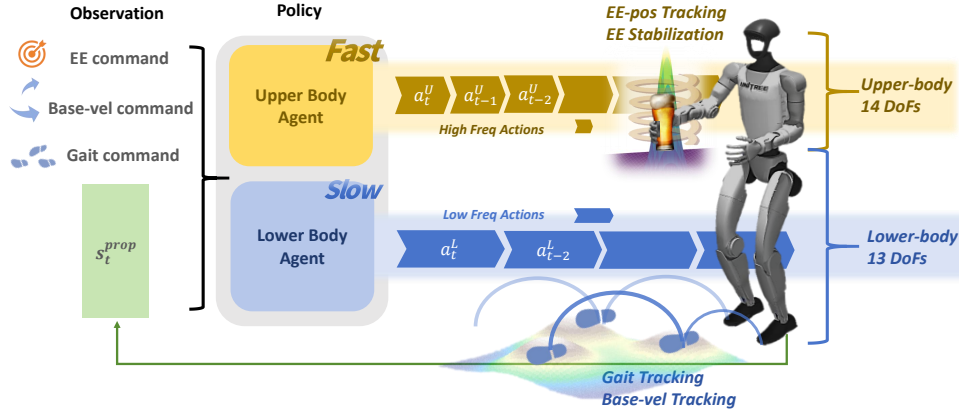 Observation
EE command
Base-vel command
Gait command
s_t^{prop}
Policy
Fast
Upper Body
Agent
Slow
Lower Body
Agent
EE-pos Tracking
EE Stabilization
a_t^U
a_{t-1}^U
a_{t-2}^U
High Freq Actions
Low Freq Actions
a_t^L
a_{t-2}^L
UNITREE
Upper-body
14 DoFs
Lower-body
13 DoFs
Gait Tracking
Base-vel Tracking